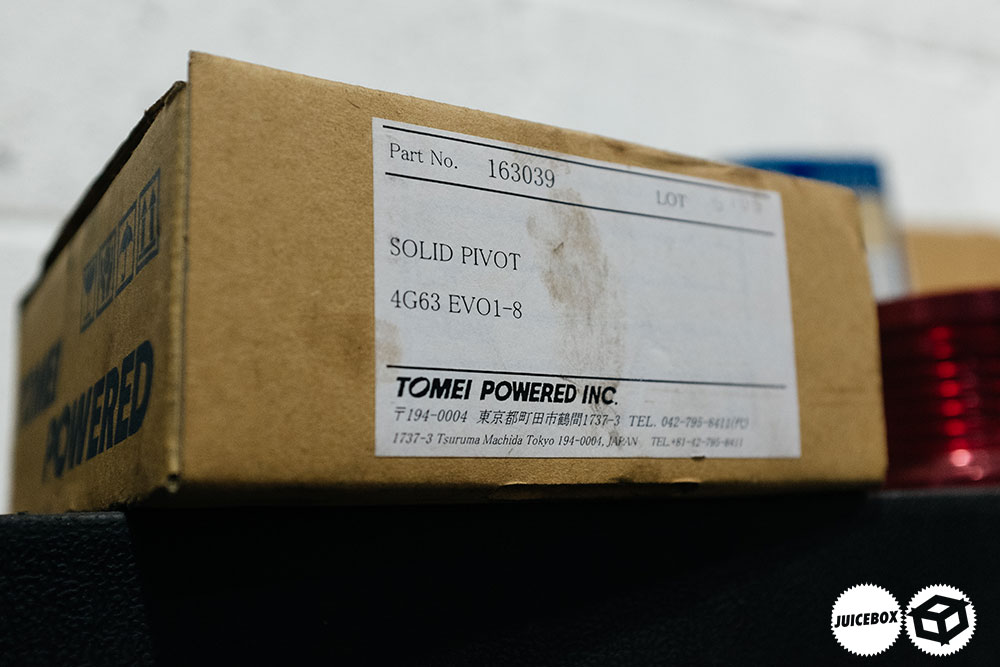 Part No. 163039
LOT
SOLID PIVOT
4G63 EVO1-8
TOMEI POWERED INC.
〒194-0004 東京都町田市鶴間1737-3 TEL. 042-795-8411(代)
1737-3 Tsuruma Machida Tokyo 194-0004, JAPAN TEL.+81-42-795-8411
TOMEI
POWERED
JUICEBOX